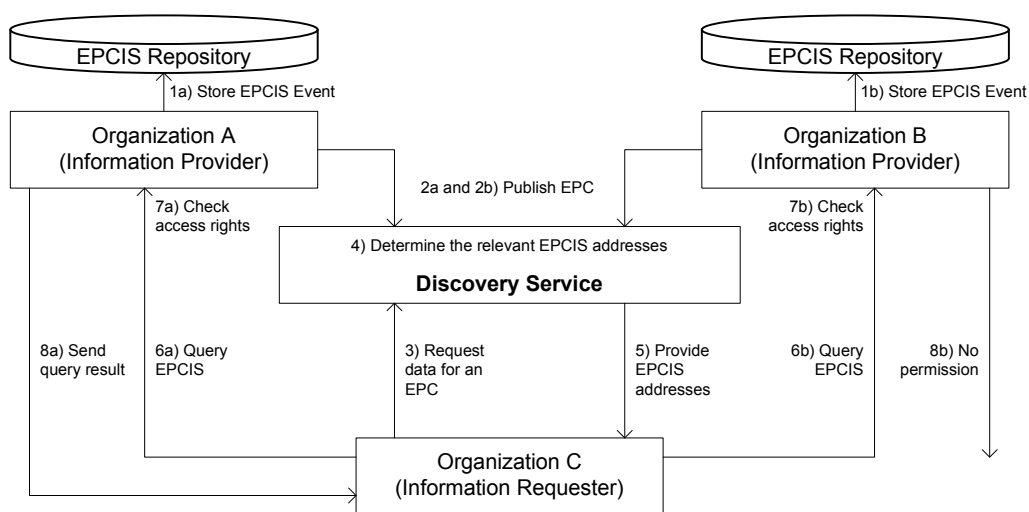 EPCIS Repository
EPCIS Repository
1a) Store EPCIS Event
1b) Store EPCIS Event
Organization A
(Information Provider)
Organization B
(Information Provider)
2a and 2b) Publish EPC
7a) Check
access rights
7b) Check
access rights
4) Determine the relevant EPCIS addresses
Discovery Service
8a) Send
query result
6a) Query
EPCIS
3) Request
data for an
EPC
5) Provide
EPCIS
addresses
6b) Query
EPCIS
8b) No
permission
Organization C
(Information Requester)